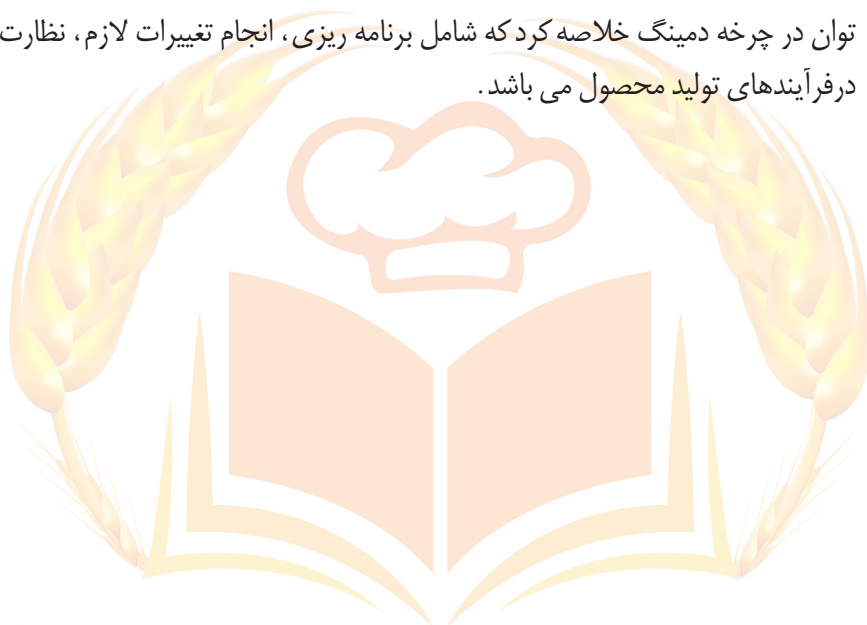 توان در چرخه دمینگ خلاصه کرد که شامل برنامه ریزی، انجام تغییرات لازم، نظارت
درفرآیندهای تولید محصول می باشد.